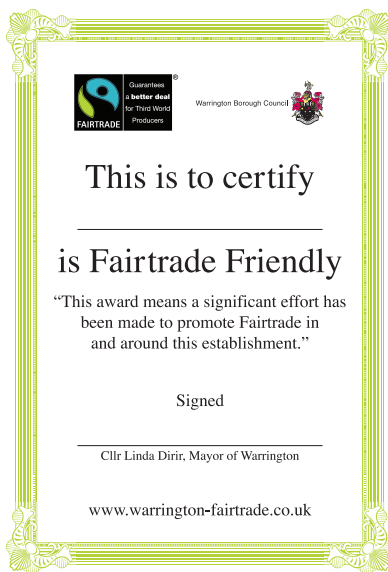 Guarantees
a better deal
for Third World
Producers
FAIRTRADE
®
Warrington Borough Council
This is to certify
is Fairtrade Friendly
“This award means a significant effort has
been made to promote Fairtrade in
and around this establishment.”
Signed
Cllr Linda Dirir, Mayor of Warrington
www.warrington-fairtrade.co.uk